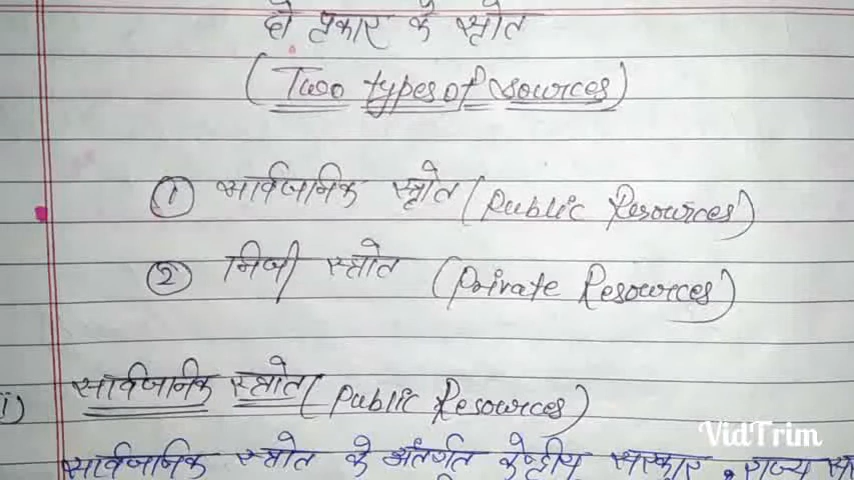 दो प्रकार के स्त्रोत
(Two types of sources)
① सार्वजनिक स्त्रोत (Public Resources)
② निजी स्त्रोत (Private Resources)
i) सार्वजनिक स्त्रोत (Public Resources)
सार्वजनिक स्त्रोत के अंतर्गत केन्द्रीय सरकार, राज्य
VidTrim